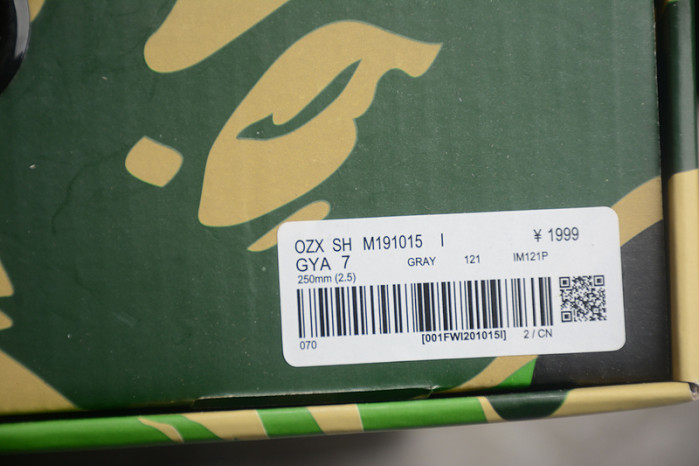 OZX SH M191015 I ¥ 1999
GYA 7 GRAY 121 IM121P
250mm (2.5)
070 [001FWI201015I] 2 / CN